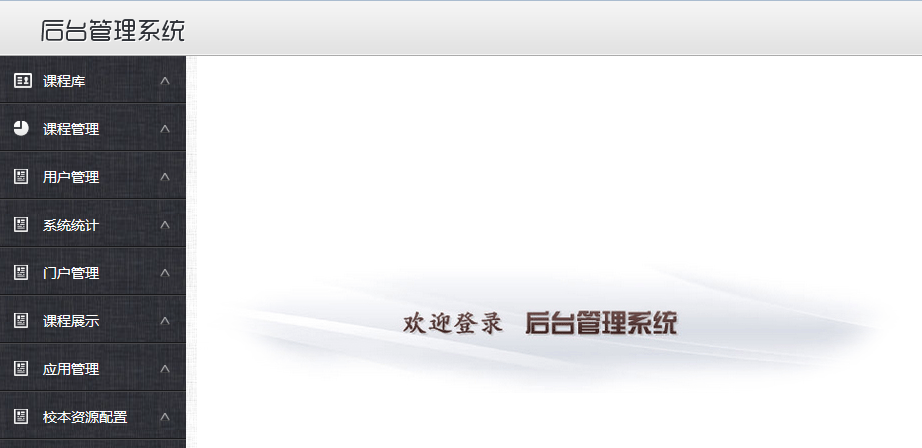 后台管理系统
课程库
课程管理
用户管理
系统统计
门户管理
课程展示
应用管理
校本资源配置
欢迎登录 后台管理系统